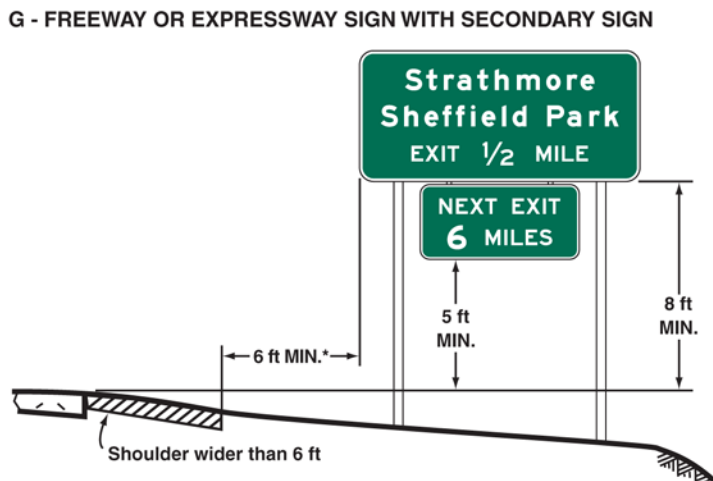 G - FREEWAY OR EXPRESSWAY SIGN WITH SECONDARY SIGN
Strathmore
Sheffield Park
EXIT 1/2 MILE
NEXT EXIT
6 MILES
5 ft
MIN.
8 ft
MIN.
6 ft MIN.*
Shoulder wider than 6 ft